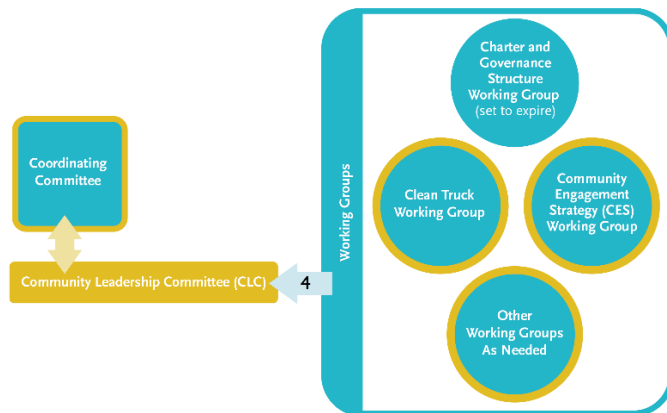 Charter and
Governance
Structure
Working Group
(set to expire)
Coordinating
Committee
Clean Truck
Working Group
Community
Engagement
Strategy (CES)
Working Group
Working Groups
Community Leadership Committee (CLC)
4
Other
Working Groups
As Needed